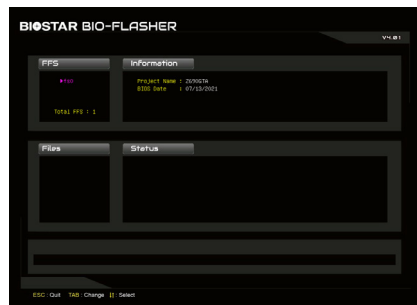 BIOSTAR BIO-FLASHER
V4.01
FFS
Information
Project Name : Z690GTA
BIOS Date : 07/13/2021
Total FFS : 1
Files
Status
ESC : Quit TAB : Change ↕ : Select